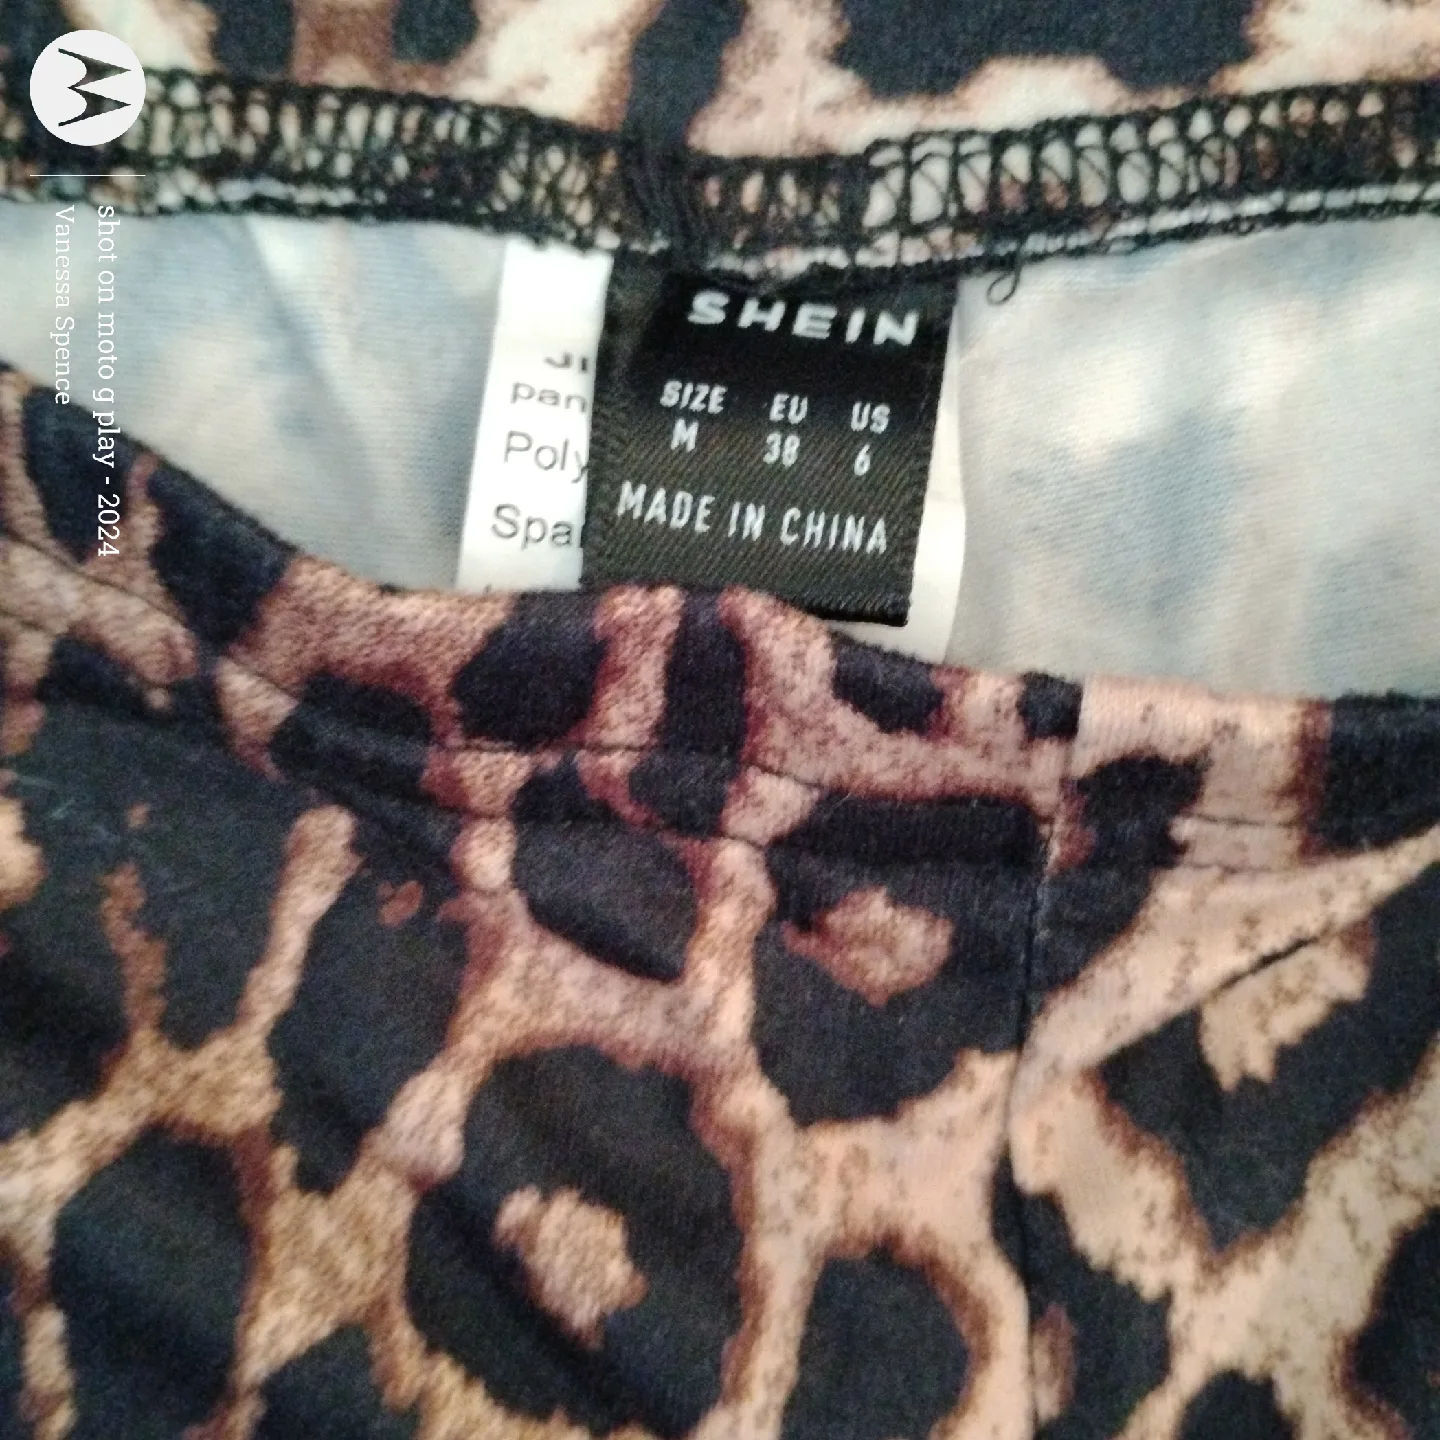 shot on moto g play - 2024
Vanessa Spence
SHEIN
SIZE EU US
M 38 6
MADE IN CHINA
pan
Poly
Spa